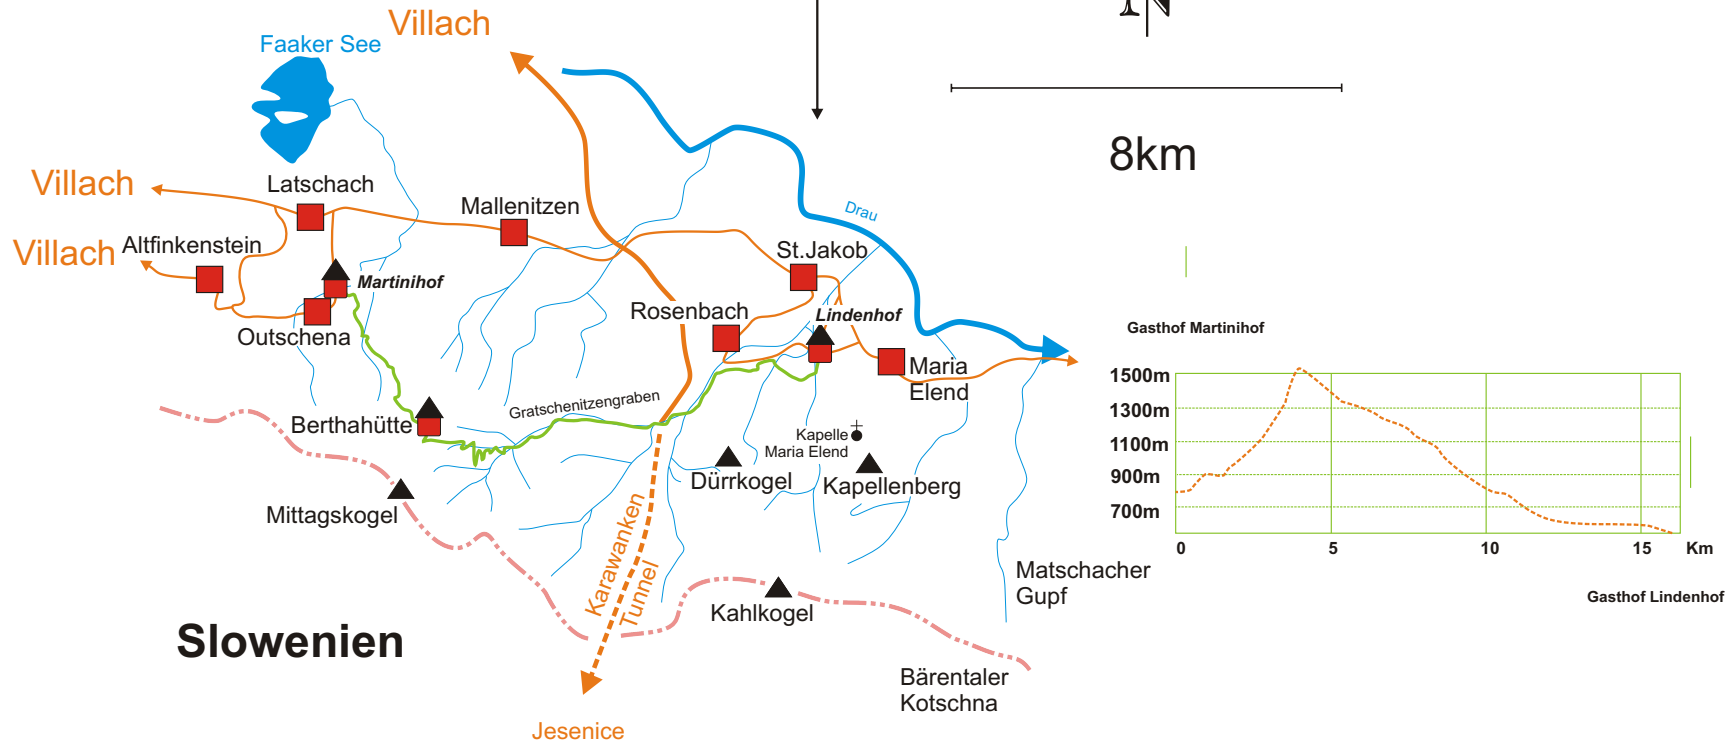 Villach
N
Faaker See
8km
Villach
Latschach
Mallenitzen
Drau
Villach
Altfinkenstein
St.Jakob
Martinihof
Rosenbach
Lindenhof
Outschena
Gasthof Martinihof
Maria
Elend
Gratschenitzengraben
Berthahütte
Kapelle
Maria Elend
Dürrkogel
Kapellenberg
Mittagskogel
1500m
1300m
1100m
900m
700m
0
5
10
15
Km
Karawanken
Tunnel
Matschacher
Gupf
Gasthof Lindenhof
Kahlkogel
Slowenien
Bärentaler
Kotschna
Jesenice